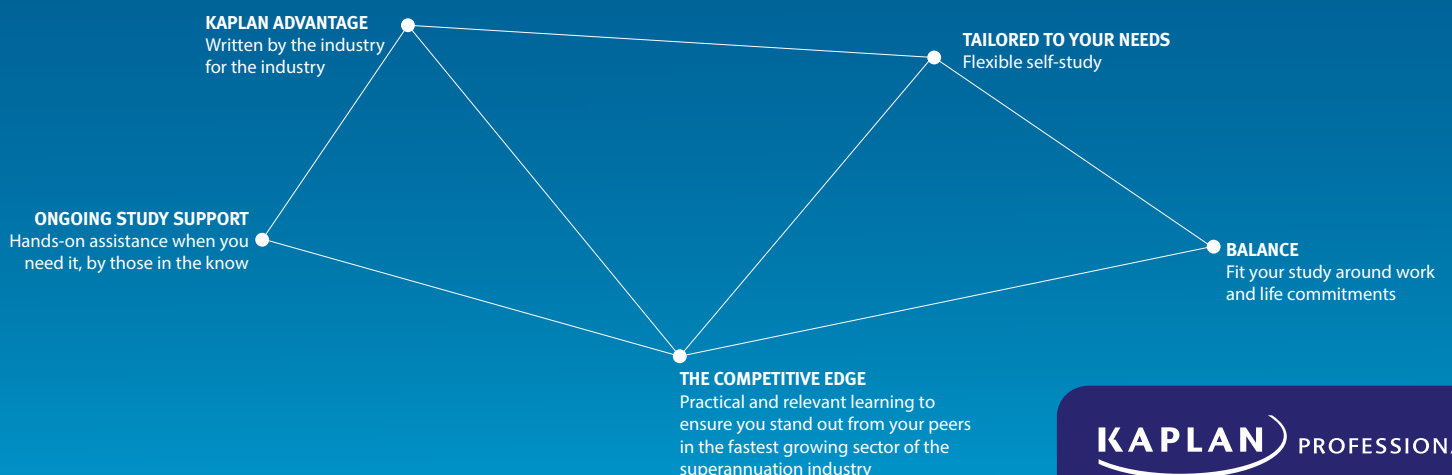 KAPLAN ADVANTAGE
Written by the industry
for the industry
TAILORED TO YOUR NEEDS
Flexible self-study
ONGOING STUDY SUPPORT
Hands-on assistance when you
need it, by those in the know
BALANCE
Fit your study around work
and life commitments
THE COMPETITIVE EDGE
Practical and relevant learning to
ensure you stand out from your peers
in the fastest growing sector of the
superannuation industry
KAPLAN PROFESSION